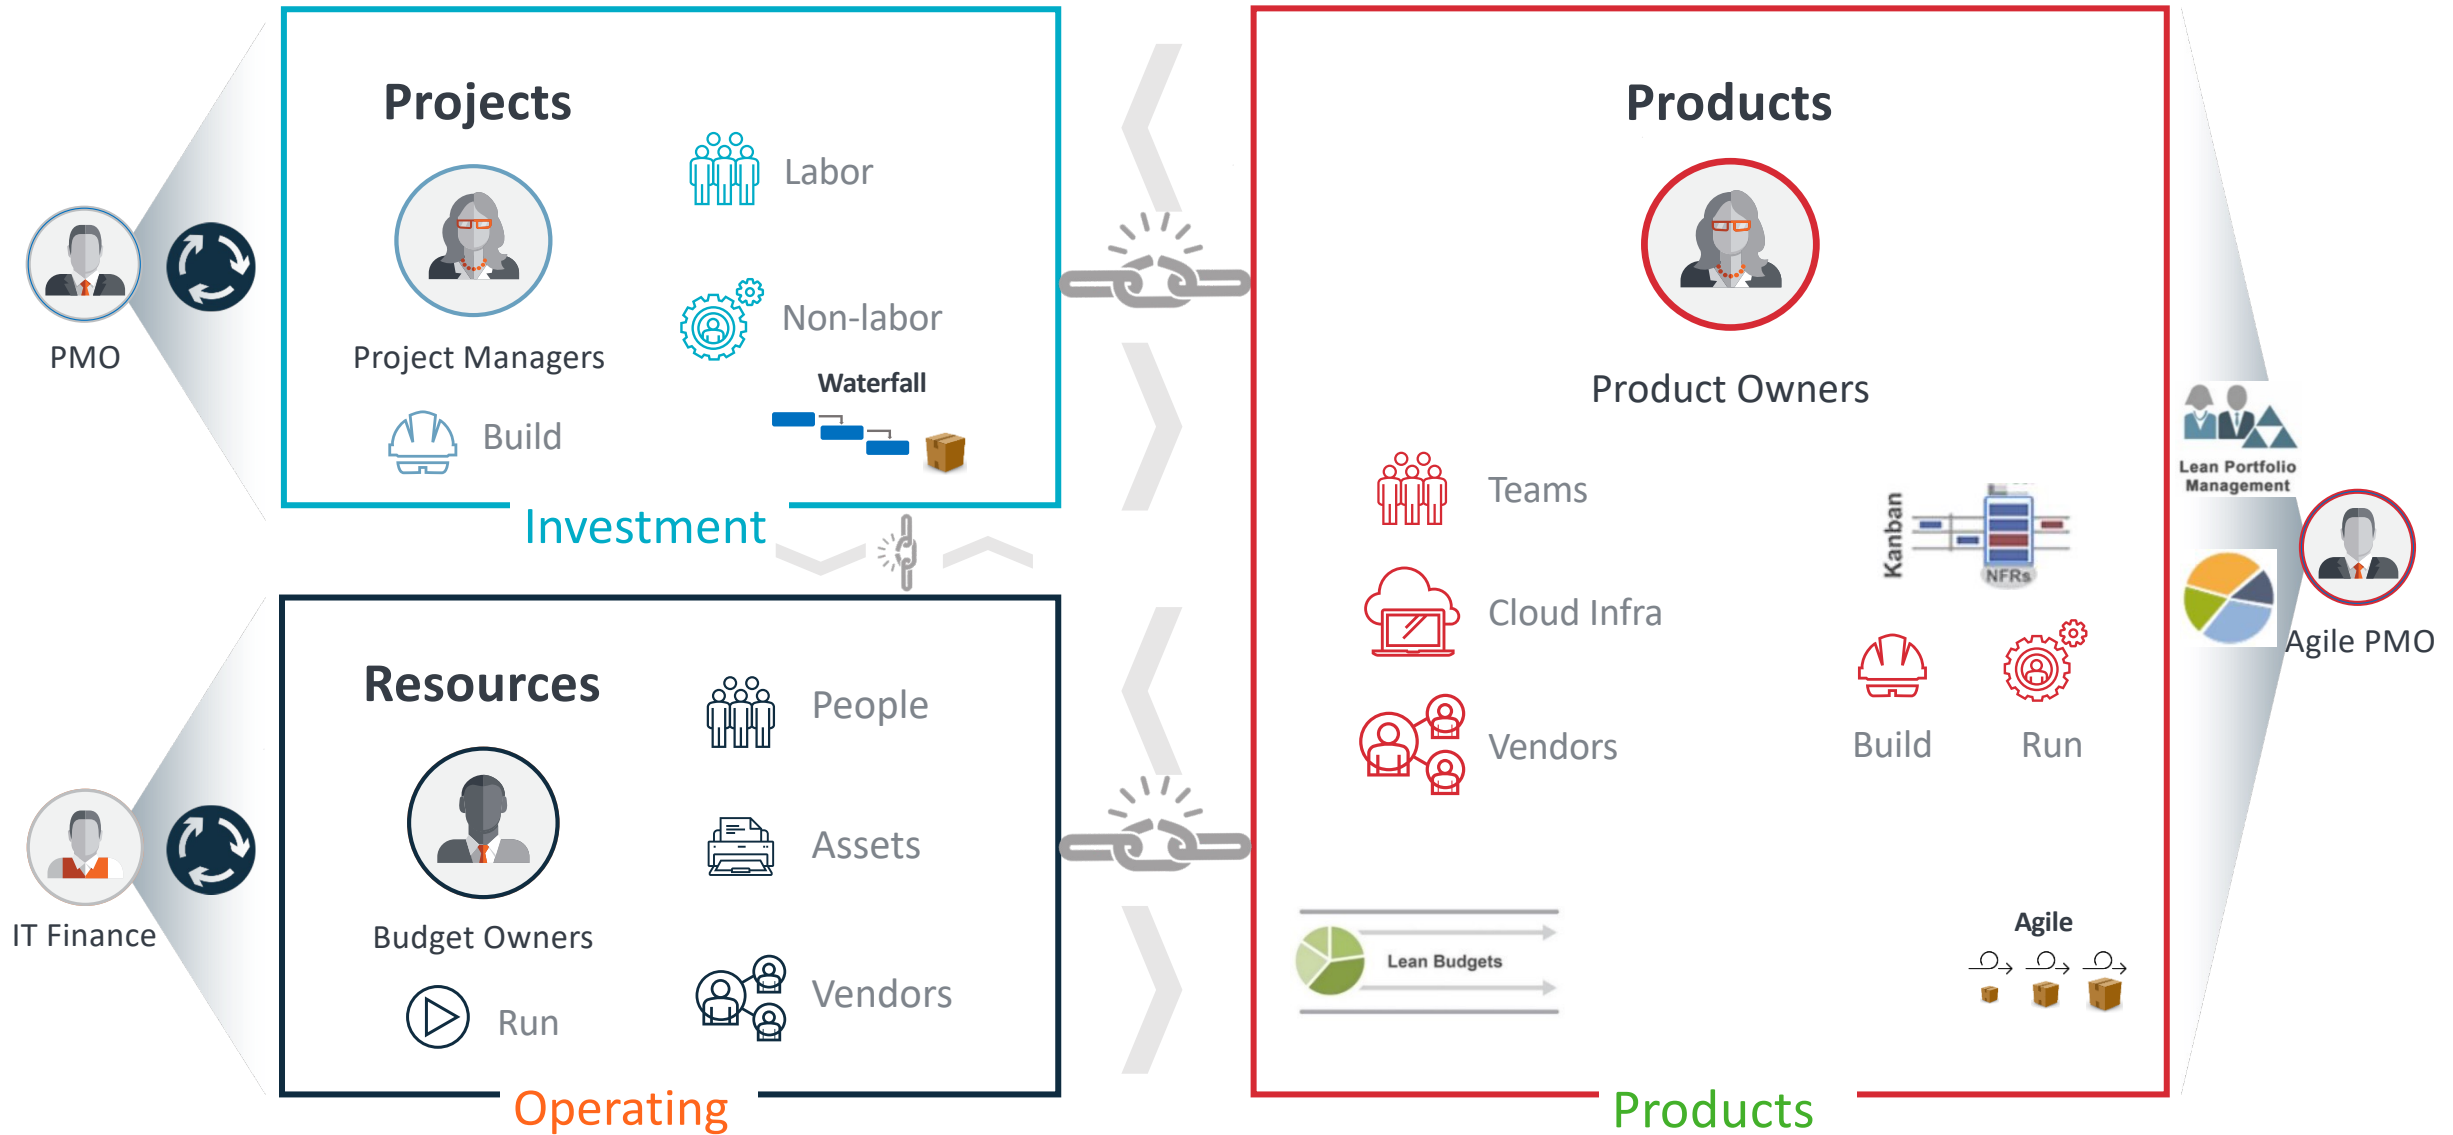 Projects
Labor
Non-labor
PMO
Project Managers
Waterfall
Build
Investment
Resources
People
Assets
IT Finance
Budget Owners
Vendors
Run
Operating
Products
Product Owners
Teams
Kanban
NFRs
Cloud Infra
Vendors
Build
Run
Lean Budgets
Agile
Products
Lean Portfolio
Management
Agile PMO